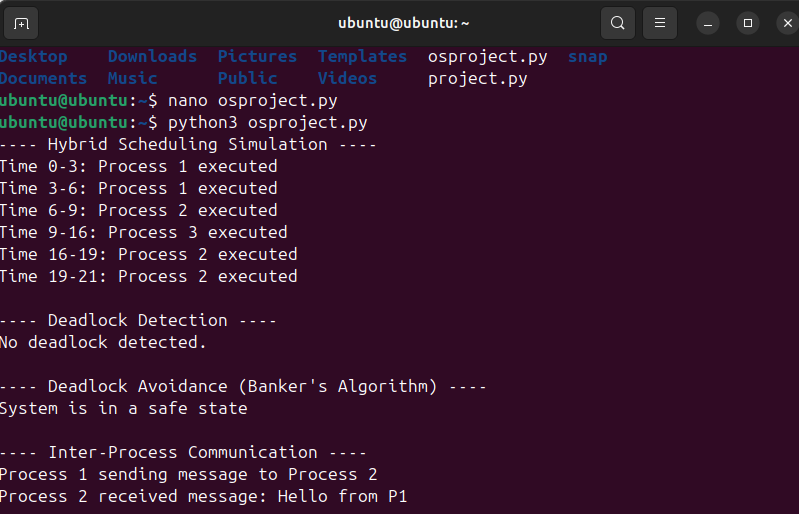 ubuntu@ubuntu: ~
Desktop Downloads Pictures Templates osproject.py snap
Documents Music Public Videos project.py
ubuntu@ubuntu:~$ nano osproject.py
ubuntu@ubuntu:~$ python3 osproject.py
---- Hybrid Scheduling Simulation ----
Time 0-3: Process 1 executed
Time 3-6: Process 1 executed
Time 6-9: Process 2 executed
Time 9-16: Process 3 executed
Time 16-19: Process 2 executed
Time 19-21: Process 2 executed
---- Deadlock Detection ----
No deadlock detected.
---- Deadlock Avoidance (Banker's Algorithm) ----
System is in a safe state
---- Inter-Process Communication ----
Process 1 sending message to Process 2
Process 2 received message: Hello from P1